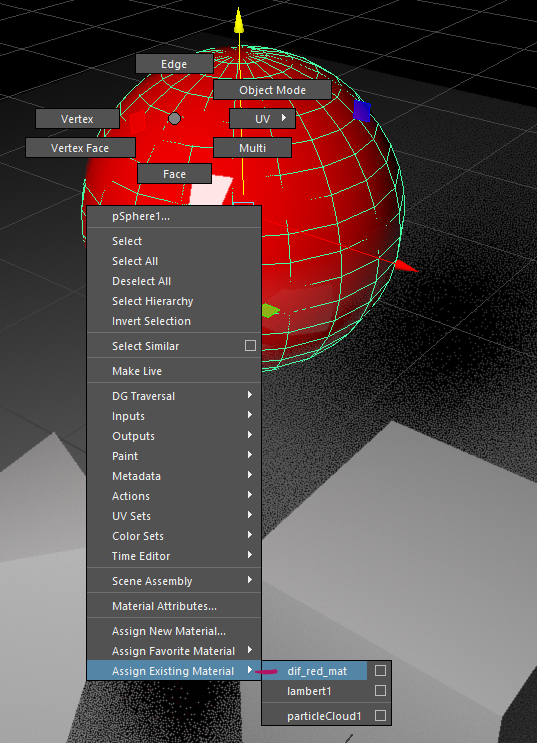 Edge
Object Mode
Vertex
UV
Vertex Face
Multi
Face
pSphere1...
Select
Select All
Deselect All
Select Hierarchy
Invert Selection
Select Similar
Make Live
DG Traversal
Inputs
Outputs
Paint
Metadata
Actions
UV Sets
Color Sets
Time Editor
Scene Assembly
Material Attributes...
Assign New Material...
Assign Favorite Material
Assign Existing Material
dif_red_mat
lambert1
particleCloud1